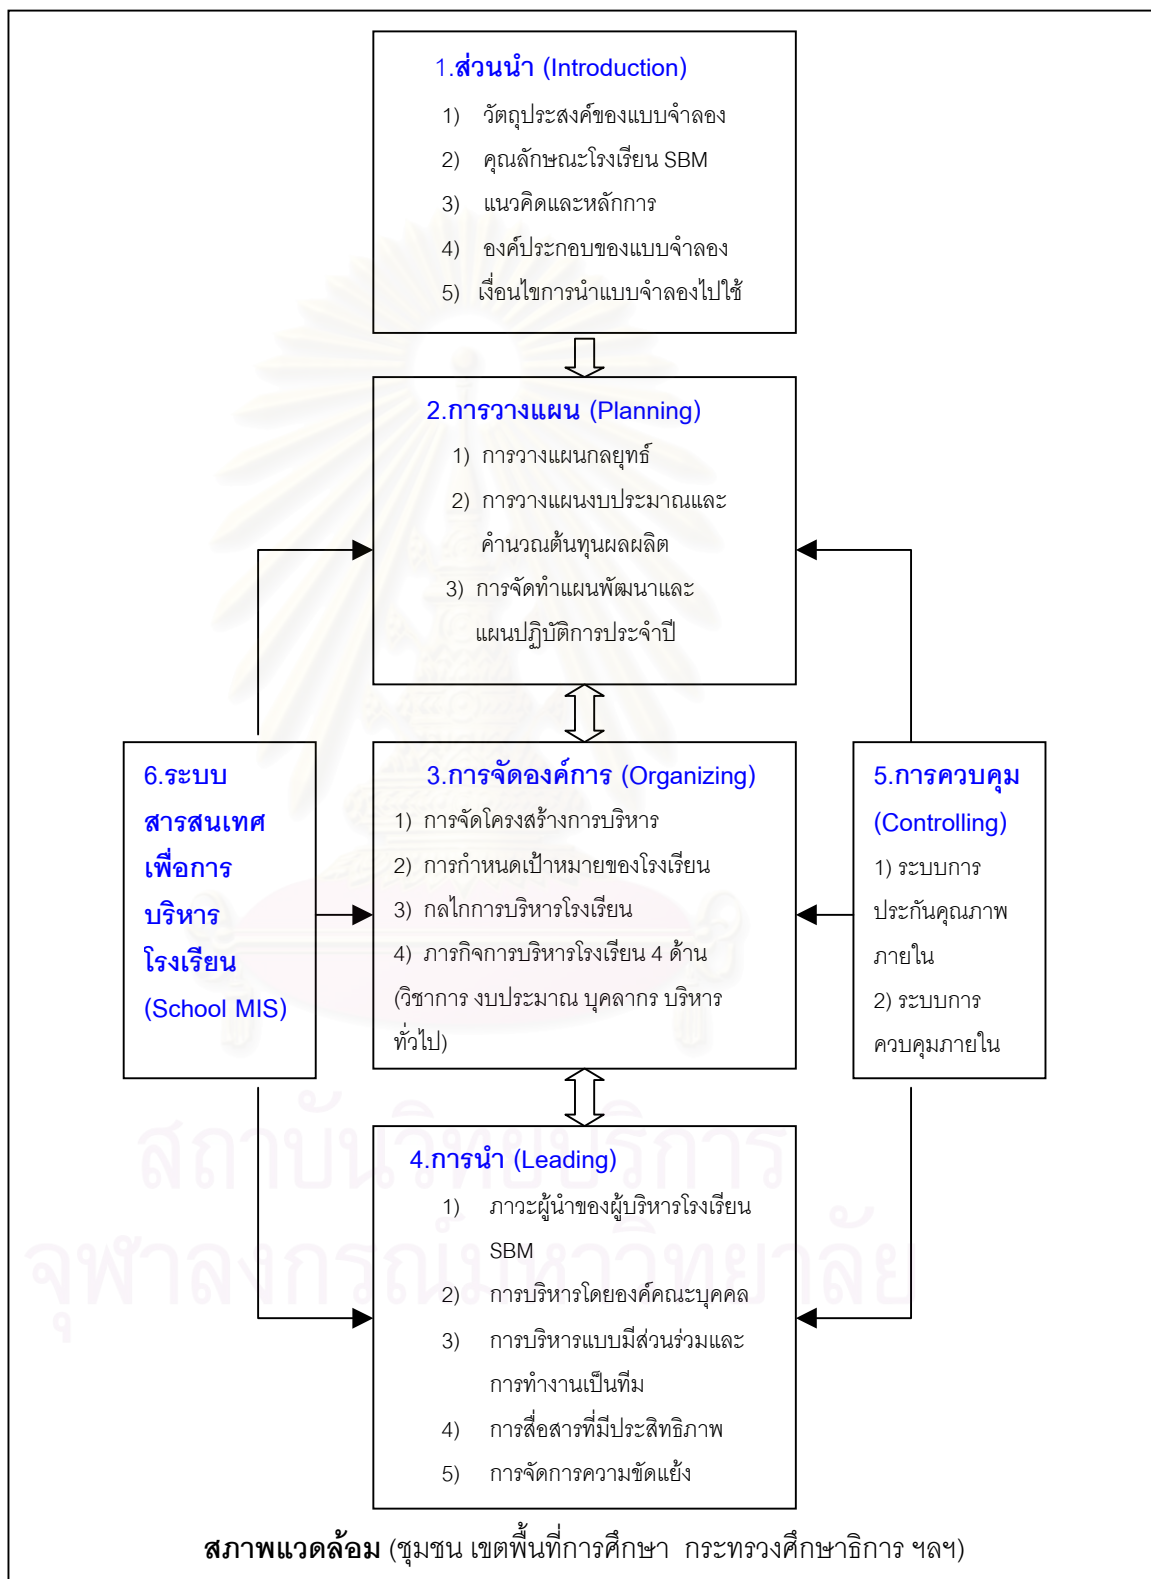 1.ส่วนนำ (Introduction)
1) วัตถุประสงค์ของแบบจำลอง
2) คุณลักษณะโรงเรียน SBM
3) แนวคิดและหลักการ
4) องค์ประกอบของแบบจำลอง
5) เงื่อนไขการนำแบบจำลองไปใช้
2.การวางแผน (Planning)
1) การวางแผนกลยุทธ์
2) การวางแผนงบประมาณและ
คำนวณต้นทุนผลผลิต
3) การจัดทำแผนพัฒนาและ
แผนปฏิบัติการประจำปี
6.ระบบ
สารสนเทศ
เพื่อการ
บริหาร
โรงเรียน
(School MIS)
3.การจัดองค์การ (Organizing)
1) การจัดโครงสร้างการบริหาร
2) การกำหนดเป้าหมายของโรงเรียน
3) กลไกการบริหารโรงเรียน
4) ภารกิจการบริหารโรงเรียน 4 ด้าน
(วิชาการ งบประมาณ บุคลากร บริหาร
ทั่วไป)
5.การควบคุม
(Controlling)
1) ระบบการ
ประกันคุณภาพ
ภายใน
2) ระบบการ
ควบคุมภายใน
4.การนำ (Leading)
1) ภาวะผู้นำของผู้บริหารโรงเรียน
SBM
2) การบริหารโดยองค์คณะบุคคล
3) การบริหารแบบมีส่วนร่วมและ
การทำงานเป็นทีม
4) การสื่อสารที่มีประสิทธิภาพ
5) การจัดการความขัดแย้ง
สถาบันวิทยบริการ
จุฬาลงกรณ์มหาวิทยาลัย
สภาพแวดล้อม (ชุมชน เขตพื้นที่การศึกษา กระทรวงศึกษาธิการ ฯลฯ)